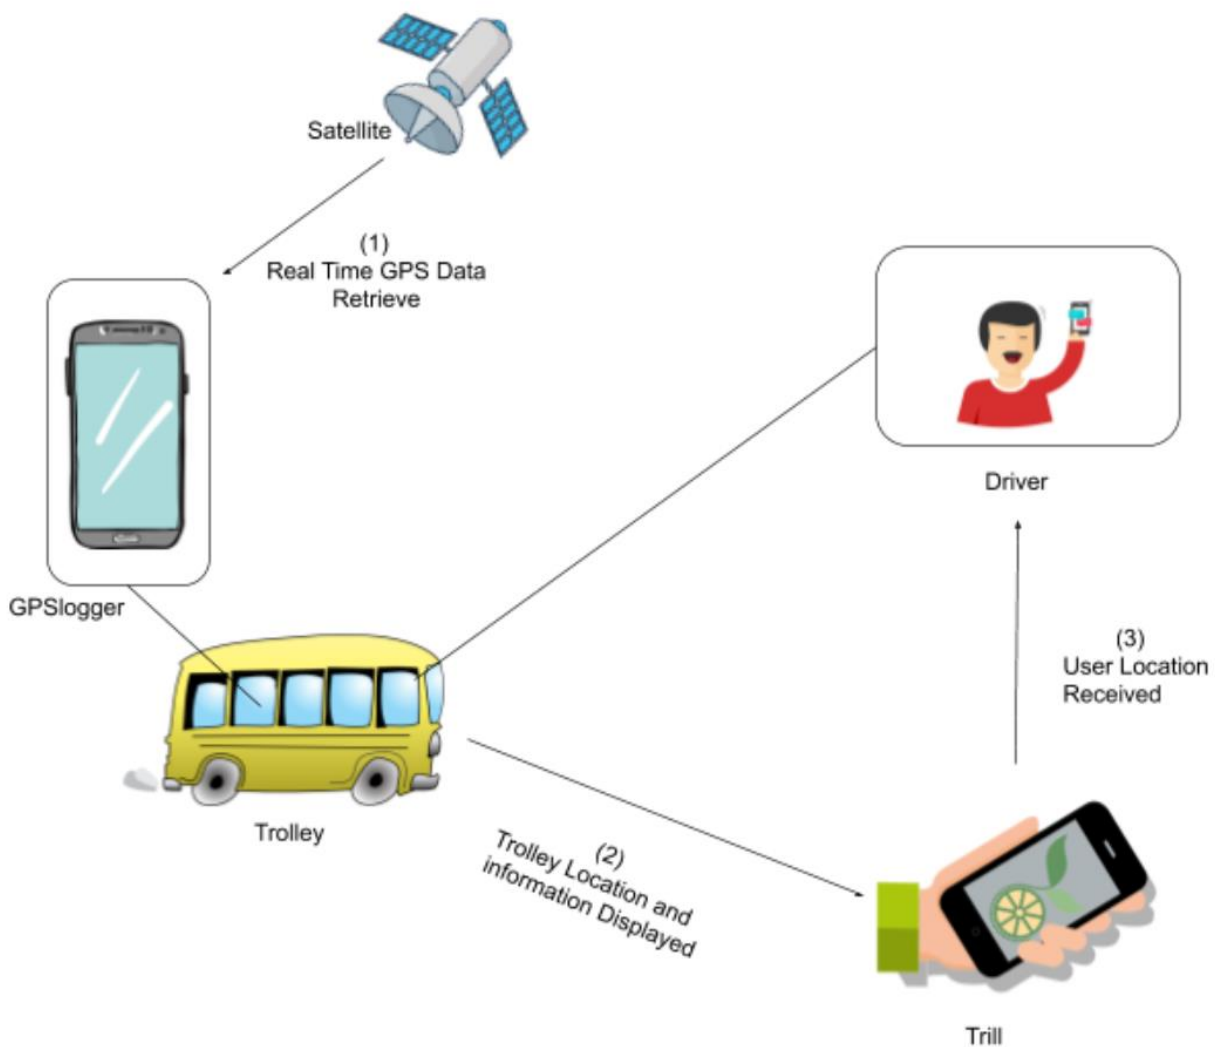 Satellite
(1)
Real Time GPS Data
Retrieve
Driver
GPSlogger
(3)
User Location
Received
Trolley
(2)
Trolley Location and
information Displayed
Trill